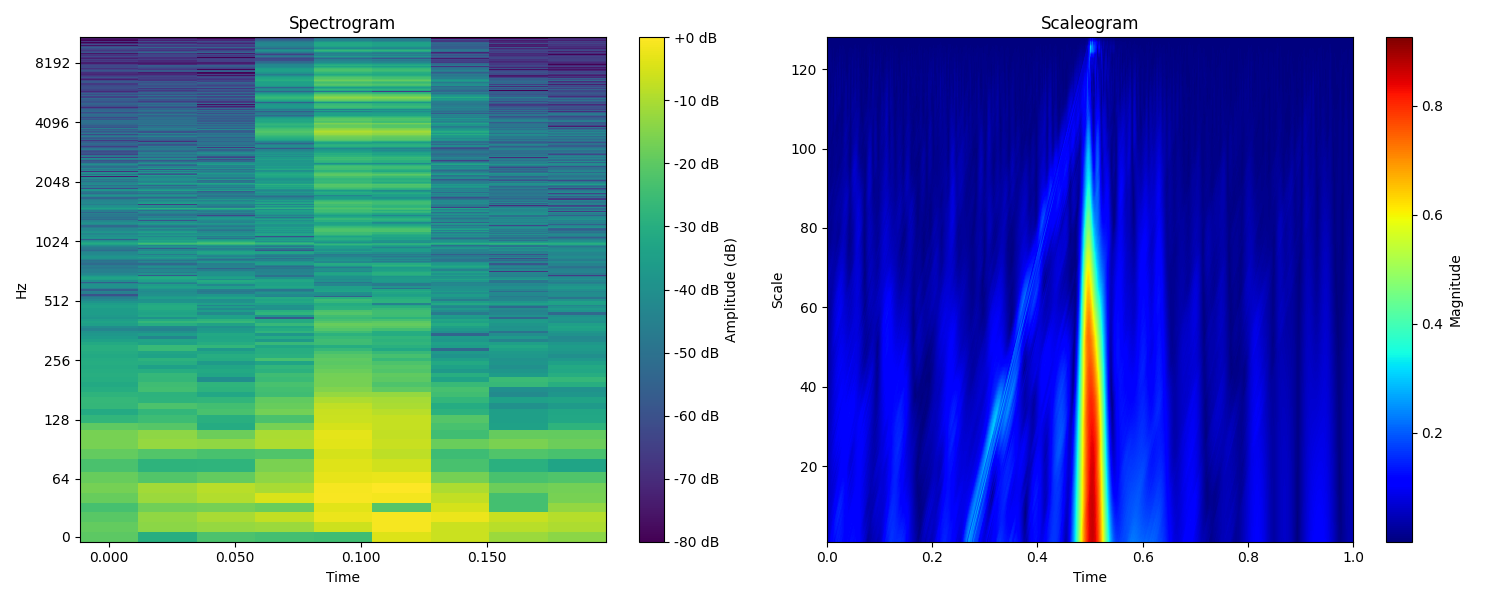 Spectrogram
8192
4096
2048
1024
512
256
128
64
0
Hz
0.000 0.050 0.100 0.150
Time
+0 dB
-10 dB
-20 dB
-30 dB
-40 dB
-50 dB
-60 dB
-70 dB
-80 dB
Amplitude (dB)
Scaleogram
120
100
80
60
40
20
Scale
0.0 0.2 0.4 0.6 0.8 1.0
Time
0.8
0.6
0.4
0.2
Magnitude